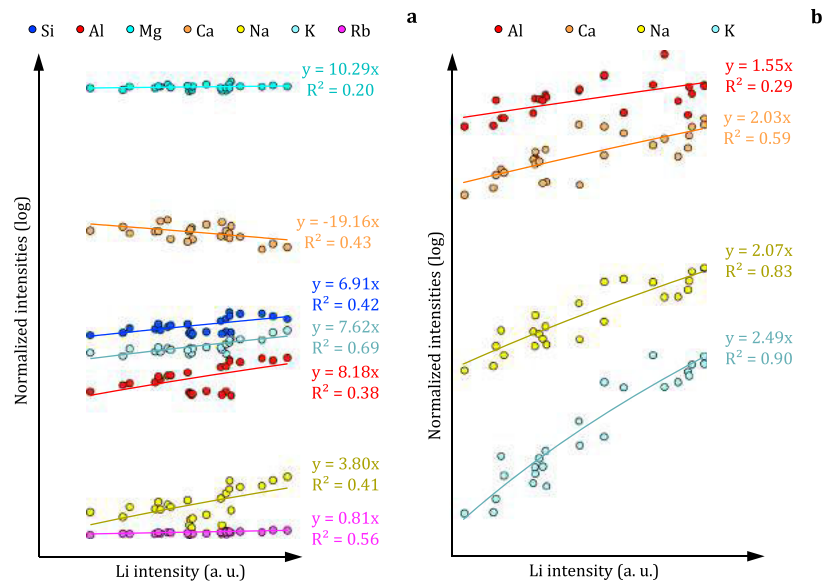 a
Si Al Mg Ca Na K Rb
y = 10.29x
R² = 0.20
y = -19.16x
R² = 0.43
y = 6.91x
R² = 0.42
y = 7.62x
R² = 0.69
y = 8.18x
R² = 0.38
y = 3.80x
R² = 0.41
y = 0.81x
R² = 0.56
Normalized intensities (log)
Li intensity (a. u.)
b
Al Ca Na K
y = 1.55x
R² = 0.29
y = 2.03x
R² = 0.59
y = 2.07x
R² = 0.83
y = 2.49x
R² = 0.90
Normalized intensities (log)
Li intensity (a. u.)